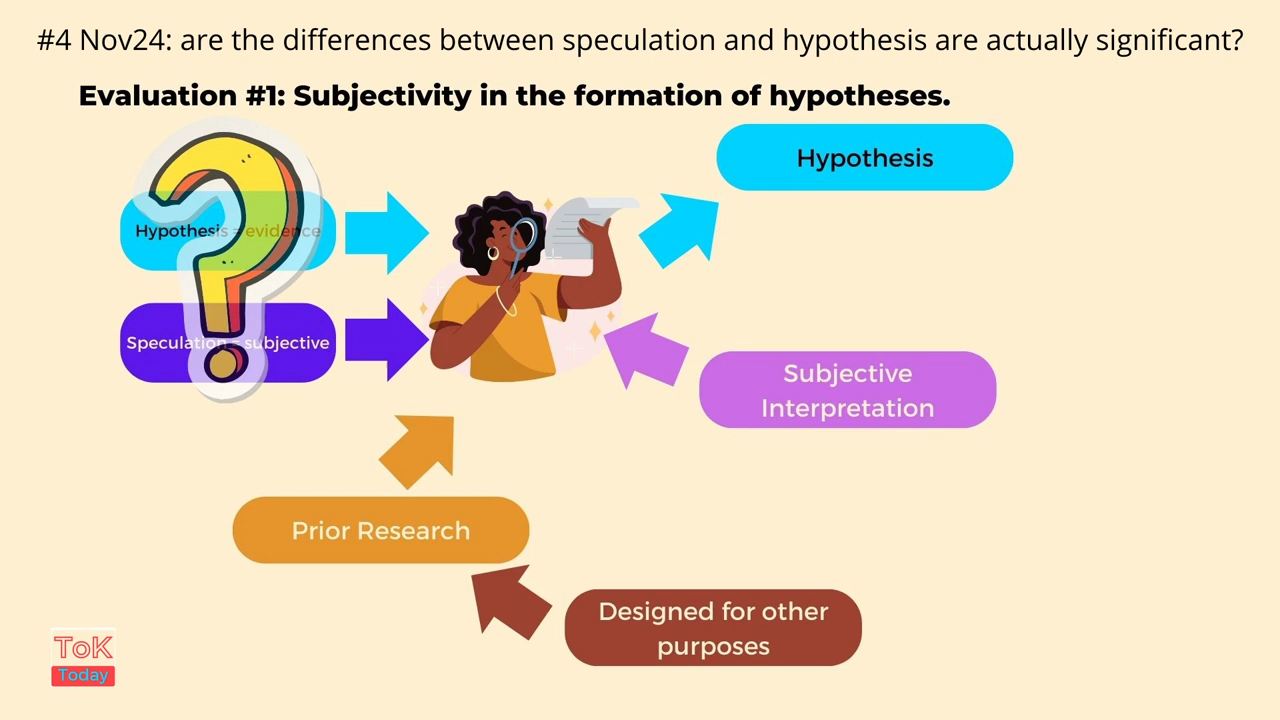 #4 Nov24: are the differences between speculation and hypothesis are actually significant?
Evaluation #1: Subjectivity in the formation of hypotheses.
Hypothesis
Hypothesis = evidence
Speculation = subjective
Subjective
Interpretation
Prior Research
Designed for other
purposes
ToK
Today